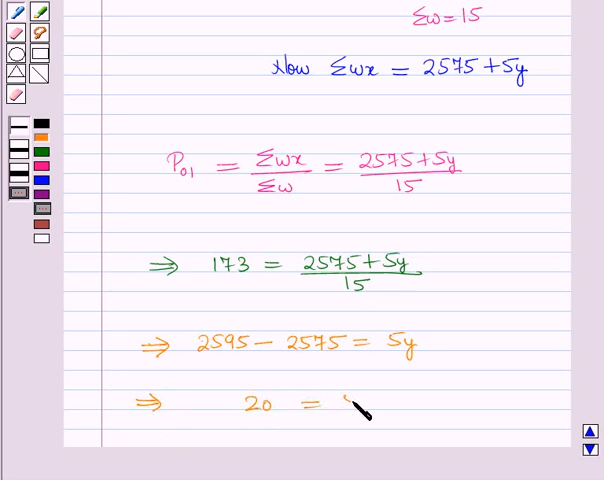 Σw = 15
Now Σwx = 2575 + 5y
P₀₁ = Σwx/Σw = 2575+5y/15
⇒ 173 = 2575+5y/15
⇒ 2595 − 2575 = 5y
⇒ 20 =